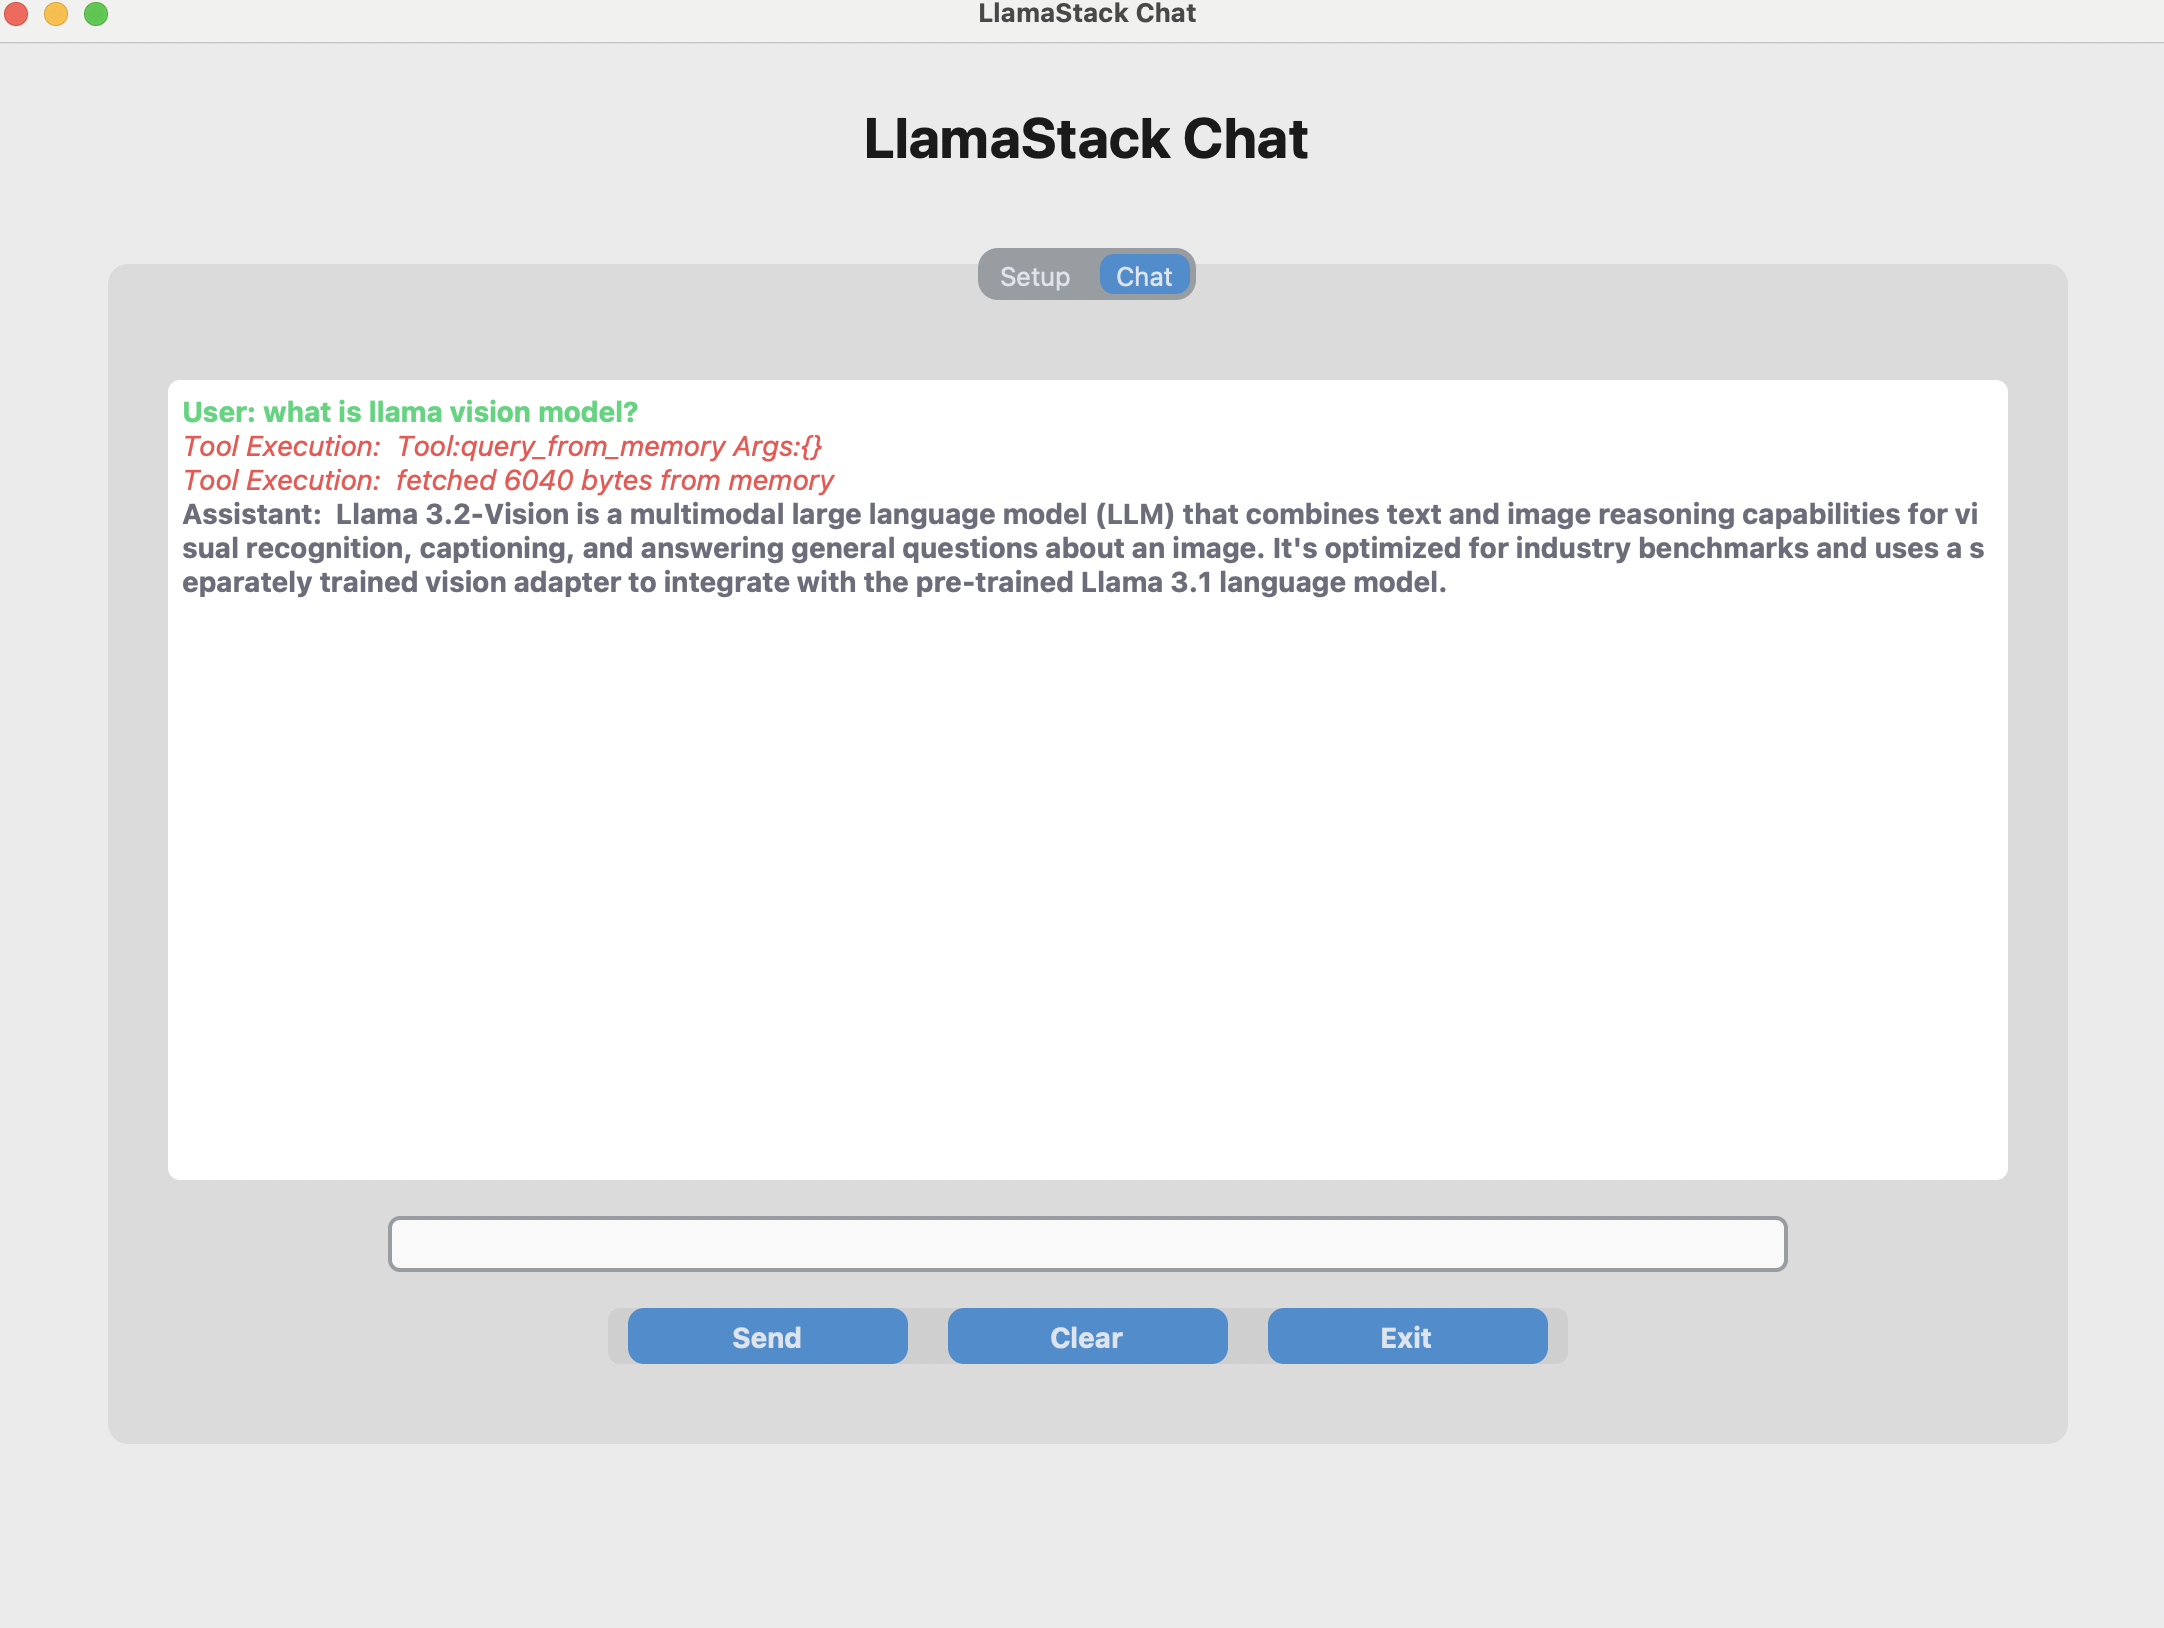 LlamaStack Chat
LlamaStack Chat
Setup Chat
User: what is llama vision model?
Tool Execution:  Tool:query_from_memory Args:{}
Tool Execution:  fetched 6040 bytes from memory
Assistant:  Llama 3.2-Vision is a multimodal large language model (LLM) that combines text and image reasoning capabilities for vi
sual recognition, captioning, and answering general questions about an image. It's optimized for industry benchmarks and uses a s
eparately trained vision adapter to integrate with the pre-trained Llama 3.1 language model.
Send Clear Exit